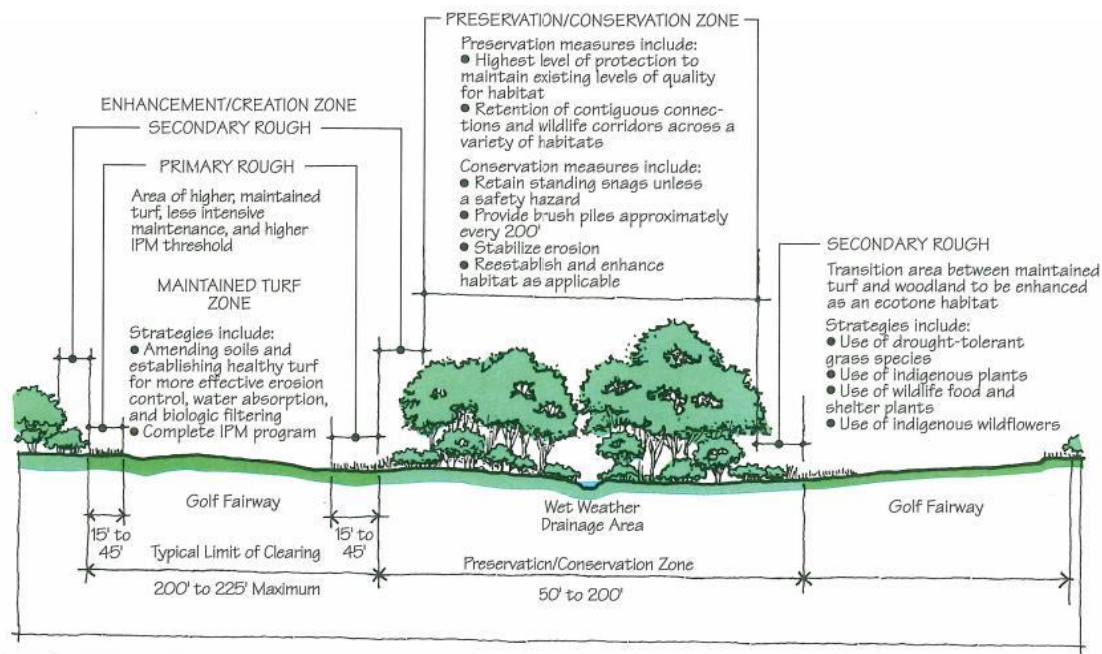 PRESERVATION/CONSERVATION ZONE
Preservation measures include:
● Highest level of protection to
maintain existing levels of quality
for habitat
● Retention of contiguous connec-
tions and wildlife corridors across a
variety of habitats
Conservation measures include:
● Retain standing snags unless
a safety hazard
● Provide brush piles approximately
every 200'
● Stabilize erosion
● Reestablish and enhance
habitat as applicable
ENHANCEMENT/CREATION ZONE
SECONDARY ROUGH
PRIMARY ROUGH
Area of higher, maintained
turf, less intensive
maintenance, and higher
IPM threshold
MAINTAINED TURF
ZONE
Strategies include:
● Amending soils and
establishing healthy turf
for more effective erosion
control, water absorption,
and biologic filtering
● Complete IPM program
SECONDARY ROUGH
Transition area between maintained
turf and woodland to be enhanced
as an ecotone habitat
Strategies include:
● Use of drought-tolerant
grass species
● Use of indigenous plants
● Use of wildlife food and
shelter plants
● Use of indigenous wildflowers
Golf Fairway
Wet Weather
Drainage Area
Golf Fairway
15' to
45'
Typical Limit of Clearing
15' to
45'
Preservation/Conservation Zone
200' to 225' Maximum
50' to 200'